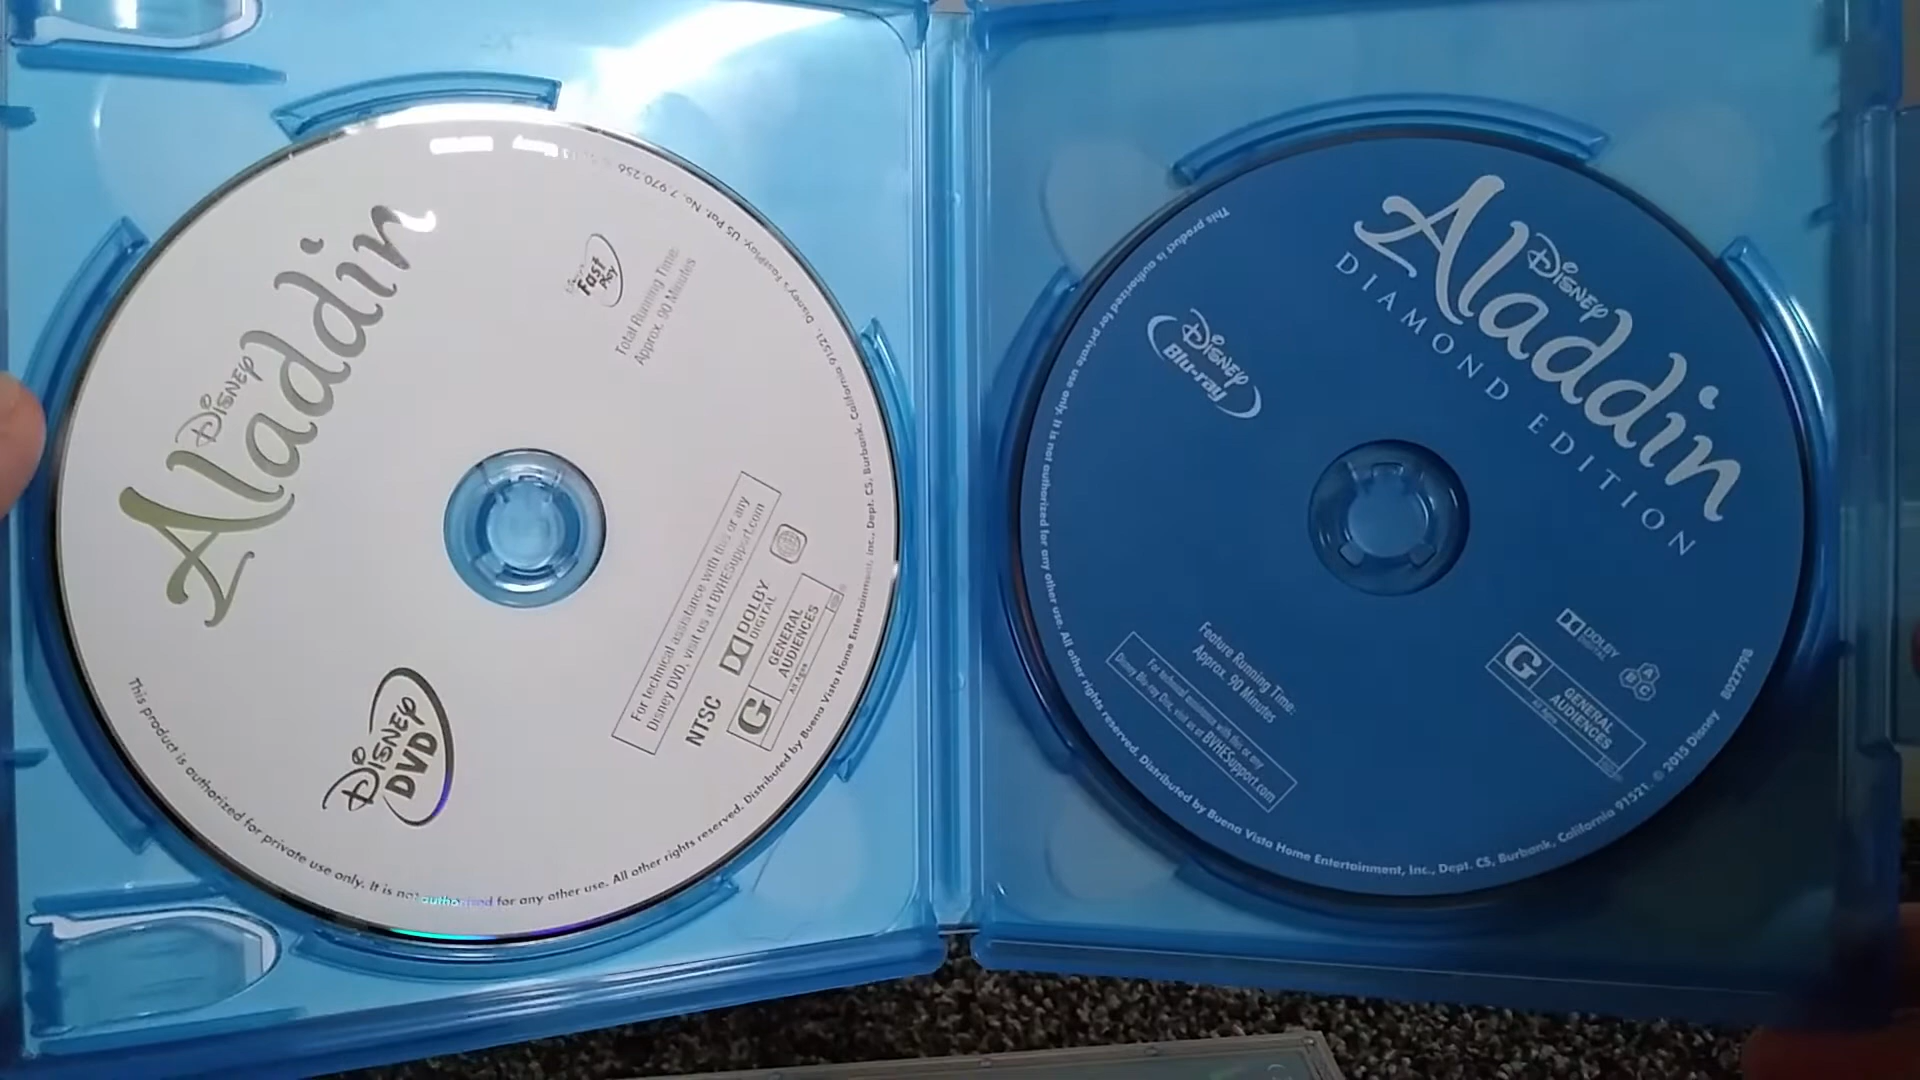 Disney
Aladdin
Fast
Play
Total Running Time:
Approx. 90 Minutes
For technical assistance with this or any
Disney DVD, visit us at BVHESupport.com
NTSC
DOLBY
DIGITAL
G
GENERAL
AUDIENCES
All Ages
Disney
DVD
This product is authorized for private use only. It is not authorized for any other use. All other rights reserved. Distributed by Buena Vista Home Entertainment, Inc., Dept. CS, Burbank, California 91521. Disney's FastPlay, US Pat. No. 7,970,256
Disney
Aladdin
DIAMOND EDITION
Disney
Blu-ray
Feature Running Time:
Approx. 90 Minutes
For technical assistance with this or any
Disney Blu-ray Disc, visit us at BVHESupport.com
DOLBY
DIGITAL
A
B C
G
GENERAL
AUDIENCES
All Ages
This product is authorized for private use only. It is not authorized for any other use. All other rights reserved. Distributed by Buena Vista Home Entertainment, Inc., Dept. CS, Burbank, California 91521. © 2015 Disney